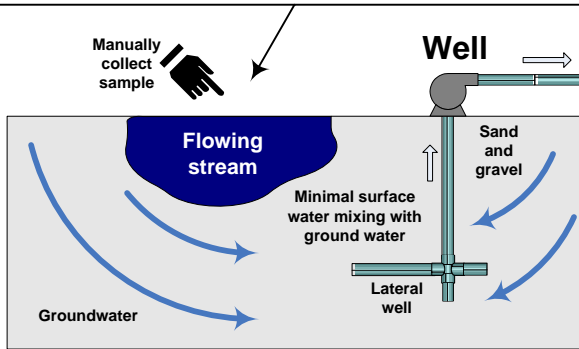 Manually
collect
sample
Well
Flowing
stream
Sand
and
gravel
Minimal surface
water mixing with
ground water
Lateral
well
Groundwater